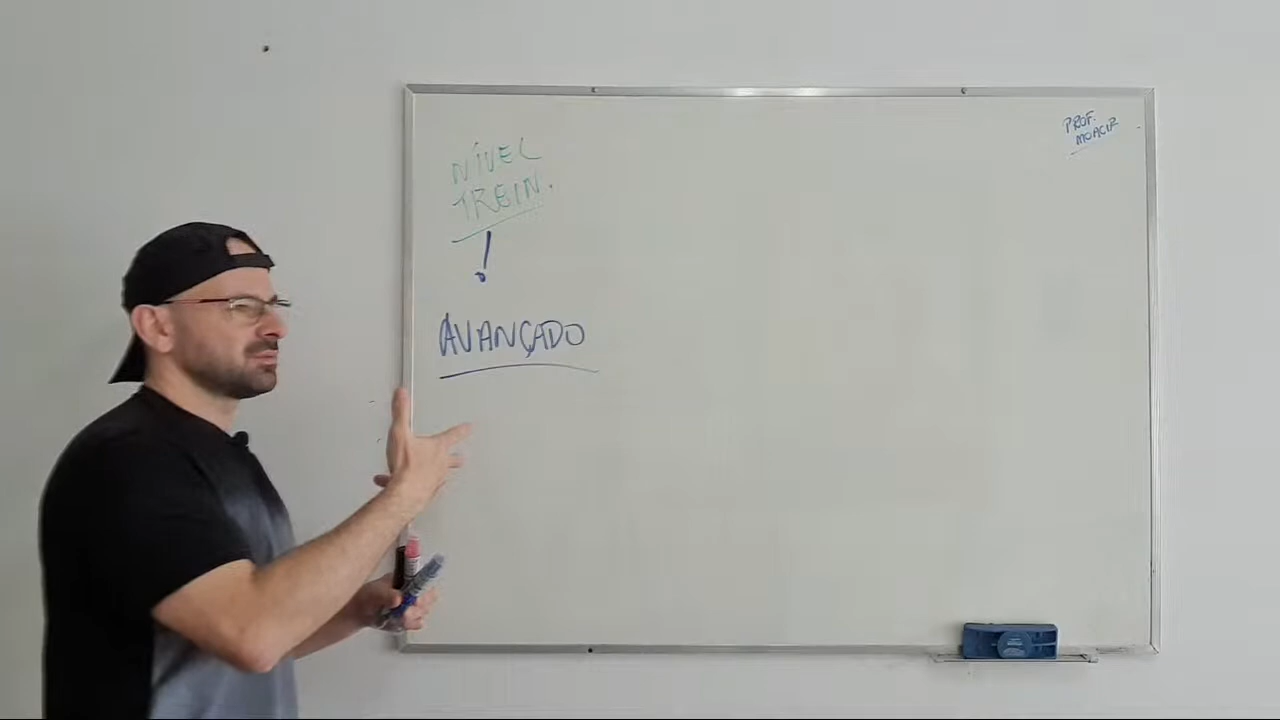 NÍVEL
TREIN.
!
AVANÇADO
PROF.
MOACIR